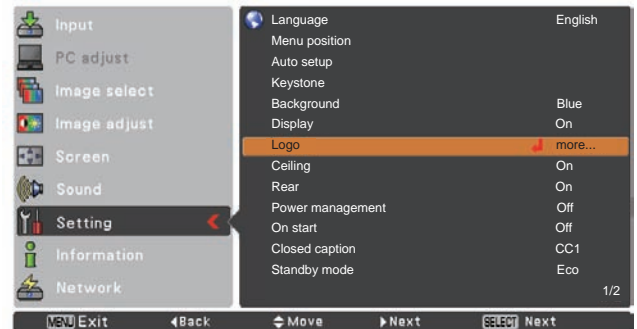 Input
PC adjust
Image select
Image adjust
Screen
Sound
Setting
Information
Network
Language English
Menu position
Auto setup
Keystone
Background Blue
Display On
Logo more...
Ceiling On
Rear On
Power management Off
On start Off
Closed caption CC1
Standby mode Eco
1/2
MENU Exit Back Move Next SELECT Next